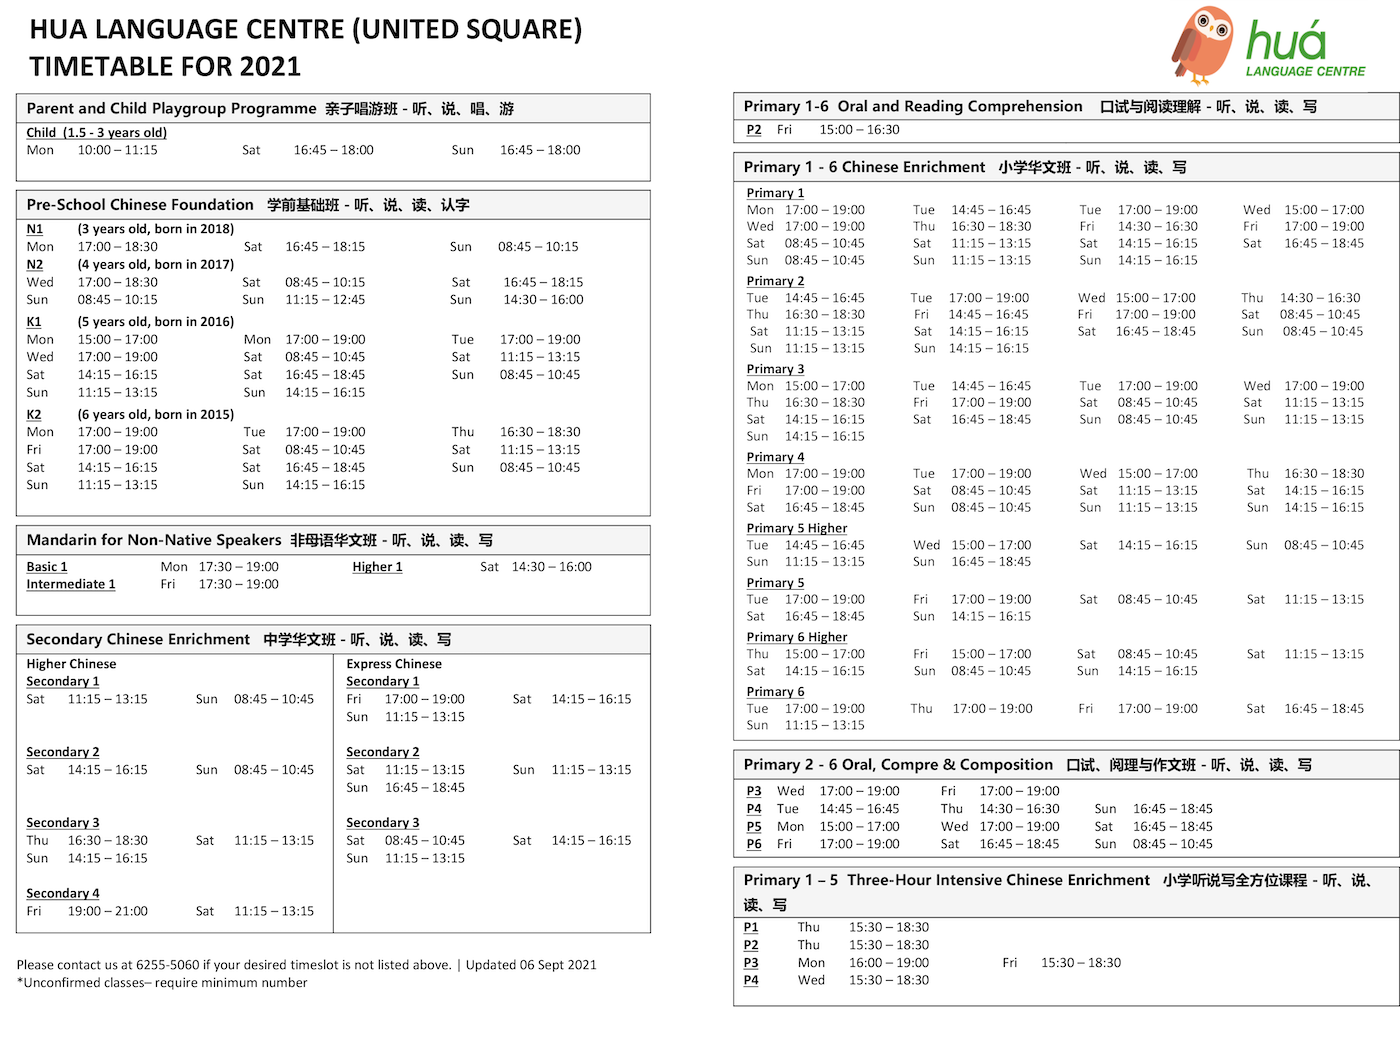 HUA LANGUAGE CENTRE (UNITED SQUARE)
TIMETABLE FOR 2021
huá
LANGUAGE CENTRE
Parent and Child Playgroup Programme 亲子唱游班 - 听、说、唱、游
Child (1.5 - 3 years old)
Mon 10:00 – 11:15 Sat 16:45 – 18:00 Sun 16:45 – 18:00
Pre-School Chinese Foundation 学前基础班 - 听、说、读、认字
N1 (3 years old, born in 2018)
Mon 17:00 – 18:30 Sat 16:45 – 18:15 Sun 08:45 – 10:15
N2 (4 years old, born in 2017)
Wed 17:00 – 18:30 Sat 08:45 – 10:15 Sat 16:45 – 18:15
Sun 08:45 – 10:15 Sun 11:15 – 12:45 Sun 14:30 – 16:00
K1 (5 years old, born in 2016)
Mon 15:00 – 17:00 Mon 17:00 – 19:00 Tue 17:00 – 19:00
Wed 17:00 – 19:00 Sat 08:45 – 10:45 Sat 11:15 – 13:15
Sat 14:15 – 16:15 Sat 16:45 – 18:45 Sun 08:45 – 10:45
Sun 11:15 – 13:15 Sun 14:15 – 16:15
K2 (6 years old, born in 2015)
Mon 17:00 – 19:00 Tue 17:00 – 19:00 Thu 16:30 – 18:30
Fri 17:00 – 19:00 Sat 08:45 – 10:45 Sat 11:15 – 13:15
Sat 14:15 – 16:15 Sat 16:45 – 18:45 Sun 08:45 – 10:45
Sun 11:15 – 13:15 Sun 14:15 – 16:15
Mandarin for Non-Native Speakers 非母语华文班 - 听、说、读、写
Basic 1 Mon 17:30 – 19:00 Higher 1 Sat 14:30 – 16:00
Intermediate 1 Fri 17:30 – 19:00
Secondary Chinese Enrichment 中学华文班 - 听、说、读、写
Higher Chinese
Secondary 1
Sat 11:15 – 13:15 Sun 08:45 – 10:45
Secondary 2
Sat 14:15 – 16:15 Sun 08:45 – 10:45
Secondary 3
Thu 16:30 – 18:30 Sat 11:15 – 13:15
Sun 14:15 – 16:15
Secondary 4
Fri 19:00 – 21:00 Sat 11:15 – 13:15
Express Chinese
Secondary 1
Fri 17:00 – 19:00 Sat 14:15 – 16:15
Sun 11:15 – 13:15
Secondary 2
Sat 11:15 – 13:15 Sun 11:15 – 13:15
Sun 16:45 – 18:45
Secondary 3
Sat 08:45 – 10:45 Sat 14:15 – 16:15
Sun 11:15 – 13:15
Please contact us at 6255-5060 if your desired timeslot is not listed above. | Updated 06 Sept 2021
*Unconfirmed classes– require minimum number
Primary 1-6 Oral and Reading Comprehension 口试与阅读理解 - 听、说、读、写
P2 Fri 15:00 – 16:30
Primary 1 - 6 Chinese Enrichment 小学华文班 - 听、说、读、写
Primary 1
Mon 17:00 – 19:00 Tue 14:45 – 16:45 Tue 17:00 – 19:00 Wed 15:00 – 17:00
Wed 17:00 – 19:00 Thu 16:30 – 18:30 Fri 14:30 – 16:30 Fri 17:00 – 19:00
Sat 08:45 – 10:45 Sat 11:15 – 13:15 Sat 14:15 – 16:15 Sat 16:45 – 18:45
Sun 08:45 – 10:45 Sun 11:15 – 13:15 Sun 14:15 – 16:15
Primary 2
Tue 14:45 – 16:45 Tue 17:00 – 19:00 Wed 15:00 – 17:00 Thu 14:30 – 16:30
Thu 16:30 – 18:30 Fri 14:45 – 16:45 Fri 17:00 – 19:00 Sat 08:45 – 10:45
Sat 11:15 – 13:15 Sat 14:15 – 16:15 Sat 16:45 – 18:45 Sun 08:45 – 10:45
Sun 11:15 – 13:15 Sun 14:15 – 16:15
Primary 3
Mon 15:00 – 17:00 Tue 14:45 – 16:45 Tue 17:00 – 19:00 Wed 17:00 – 19:00
Thu 16:30 – 18:30 Fri 17:00 – 19:00 Sat 08:45 – 10:45 Sat 11:15 – 13:15
Sat 14:15 – 16:15 Sat 16:45 – 18:45 Sun 08:45 – 10:45 Sun 11:15 – 13:15
Sun 14:15 – 16:15
Primary 4
Mon 17:00 – 19:00 Tue 17:00 – 19:00 Wed 15:00 – 17:00 Thu 16:30 – 18:30
Fri 17:00 – 19:00 Sat 08:45 – 10:45 Sat 11:15 – 13:15 Sat 14:15 – 16:15
Sat 16:45 – 18:45 Sun 08:45 – 10:45 Sun 11:15 – 13:15 Sun 14:15 – 16:15
Primary 5 Higher
Tue 14:45 – 16:45 Wed 15:00 – 17:00 Sat 14:15 – 16:15 Sun 08:45 – 10:45
Sun 11:15 – 13:15 Sun 16:45 – 18:45
Primary 5
Tue 17:00 – 19:00 Fri 17:00 – 19:00 Sat 08:45 – 10:45 Sat 11:15 – 13:15
Sat 16:45 – 18:45 Sun 14:15 – 16:15
Primary 6 Higher
Thu 15:00 – 17:00 Fri 15:00 – 17:00 Sat 08:45 – 10:45 Sat 11:15 – 13:15
Sat 14:15 – 16:15 Sun 08:45 – 10:45 Sun 14:15 – 16:15
Primary 6
Tue 17:00 – 19:00 Thu 17:00 – 19:00 Fri 17:00 – 19:00 Sat 16:45 – 18:45
Sun 11:15 – 13:15
Primary 2 - 6 Oral, Compre & Composition 口试、阅理与作文班 - 听、说、读、写
P3 Wed 17:00 – 19:00 Fri 17:00 – 19:00
P4 Tue 14:45 – 16:45 Thu 14:30 – 16:30 Sun 16:45 – 18:45
P5 Mon 15:00 – 17:00 Wed 17:00 – 19:00 Sat 16:45 – 18:45
P6 Fri 17:00 – 19:00 Sat 16:45 – 18:45 Sun 08:45 – 10:45
Primary 1 – 5 Three-Hour Intensive Chinese Enrichment 小学听说写全方位课程 - 听、说、
读、写
P1 Thu 15:30 – 18:30
P2 Thu 15:30 – 18:30
P3 Mon 16:00 – 19:00 Fri 15:30 – 18:30
P4 Wed 15:30 – 18:30